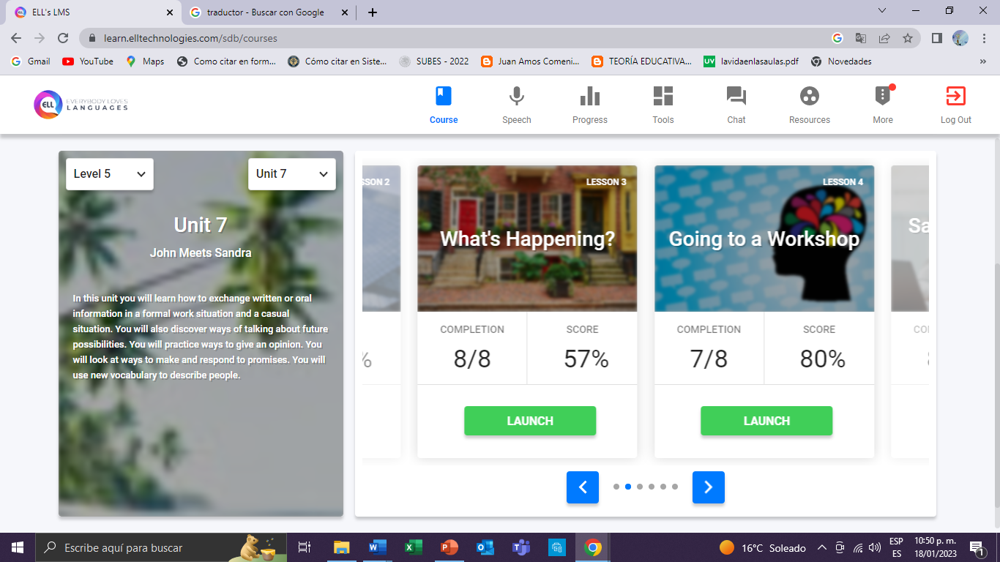 ELL's LMS
traductor - Buscar con Google
learn.elltechnologies.com/sdb/courses
Gmail
YouTube
Maps
Como citar en form...
Cómo citar en Siste...
SUBES - 2022
Juan Amos Comeni...
TEORÍA EDUCATIVA...
UV
lavidaenlasaulas.pdf
Novedades
»
ELL
EVERYBODY LOVES
LANGUAGES
Course
Speech
Progress
Tools
Chat
Resources
More
Log Out
Level 5
Unit 7
Unit 7
John Meets Sandra
In this unit you will learn how to exchange written or oral
information in a formal work situation and a casual
situation. You will also discover ways of talking about future
possibilities. You will practice ways to give an opinion. You
will look at ways to make and respond to promises. You will
use new vocabulary to describe people.
SSON 2
%
LESSON 3
What's Happening?
COMPLETION
SCORE
8/8
57%
LAUNCH
LESSON 4
Going to a Workshop
COMPLETION
SCORE
7/8
80%
LAUNCH
Sa
CO
Escribe aquí para buscar
16°C Soleado
ESP
ES
10:50 p. m.
18/01/2023
1